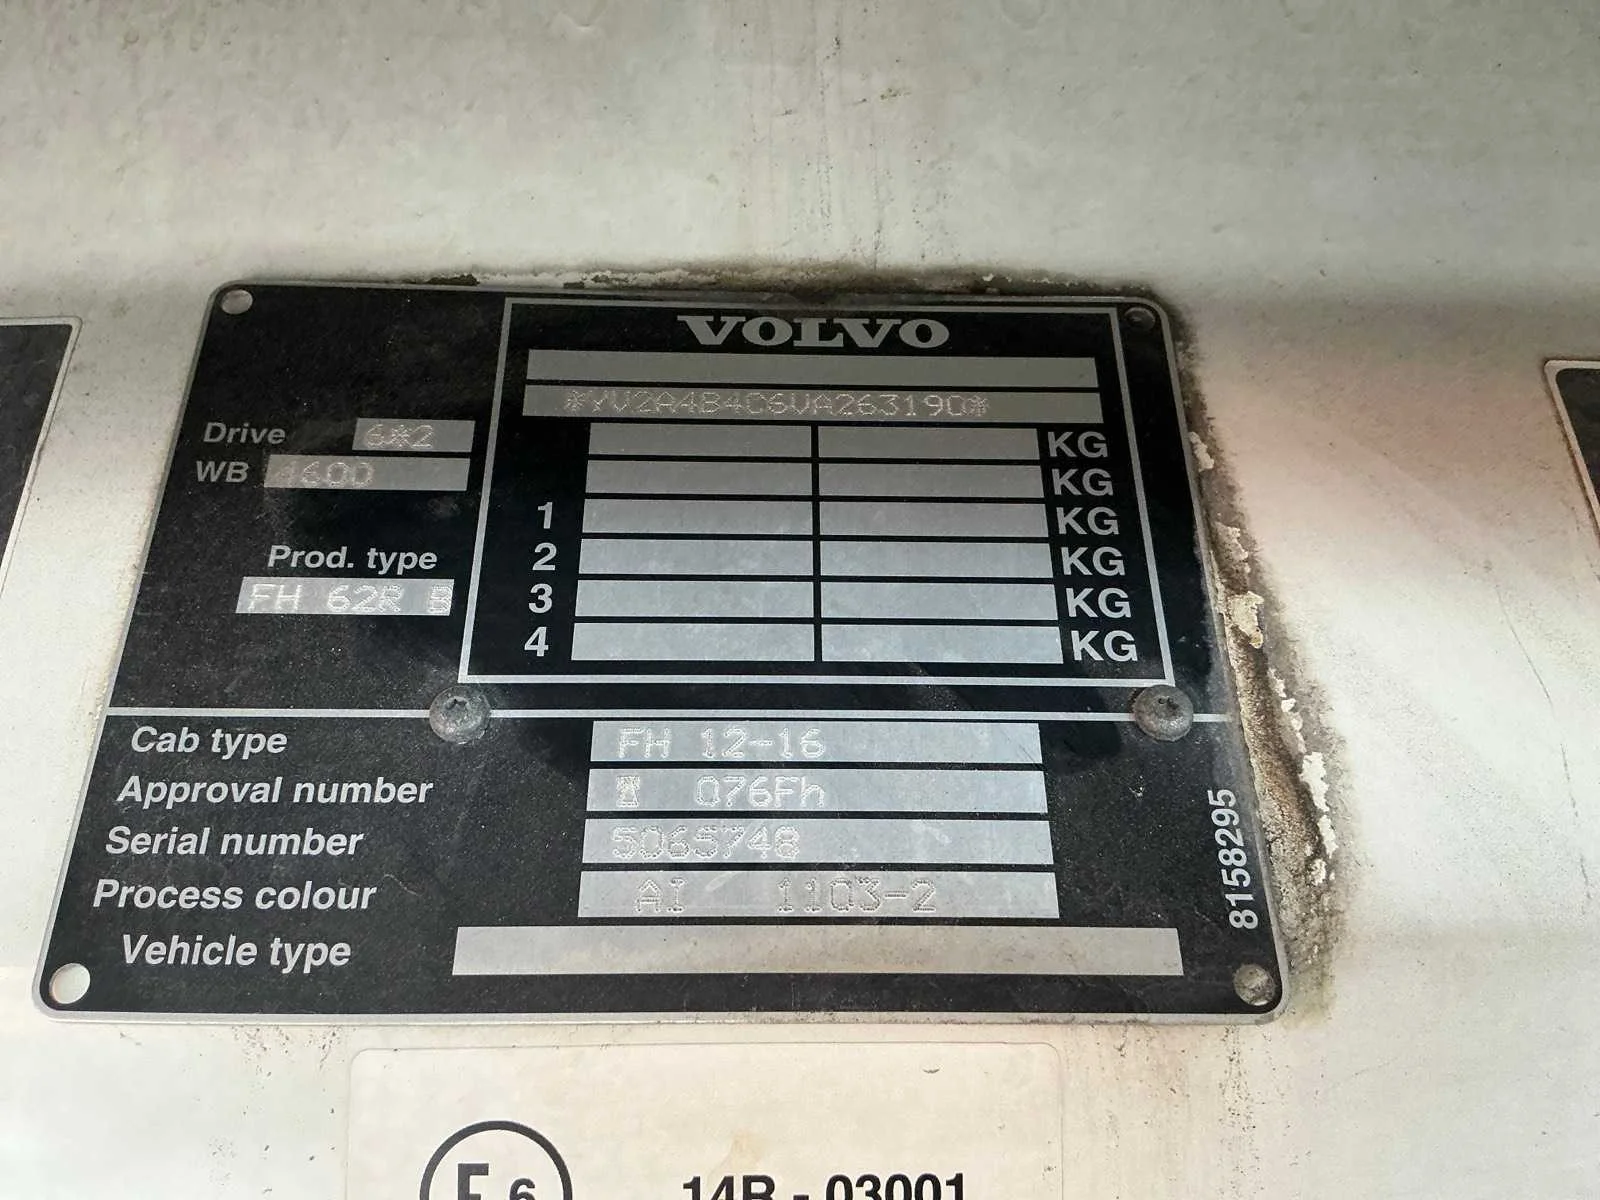 VOLVO
*YV2A4B4C6VA263190*
Drive 6*2
WB 4600
KG
KG
1 KG
2 KG
3 KG
4 KG
Prod. type
FH 62R B
Cab type FH 12-16
Approval number 076Fh
Serial number 5065748
Process colour AI 1103-2
Vehicle type
8158295
E6 14R - 03001